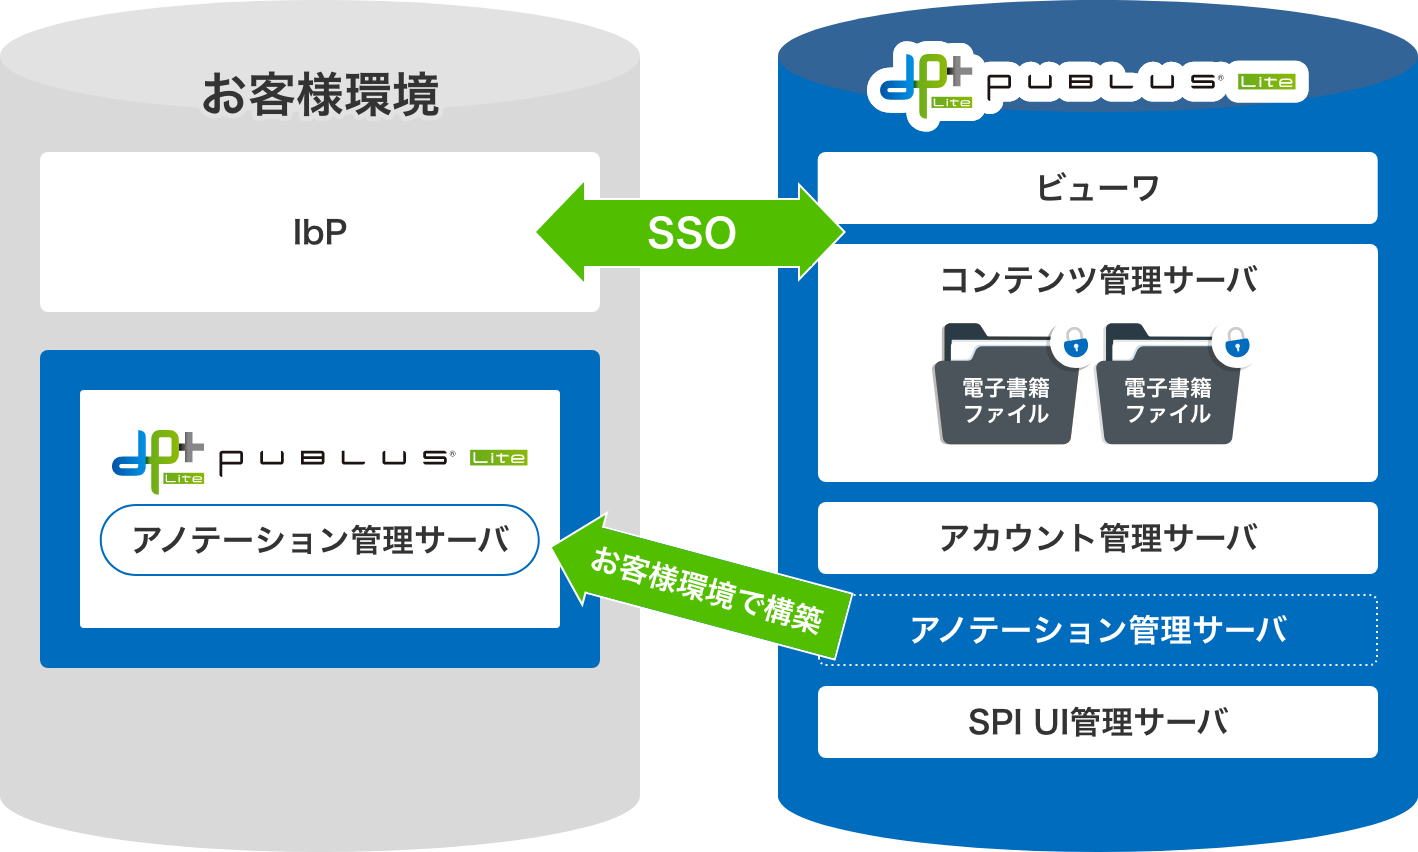 お客様環境
IbP
dP+ Lite PUBLUS® Lite
アノテーション管理サーバ
SSO
お客様環境で構築
dP+ Lite PUBLUS® Lite
ビューワ
コンテンツ管理サーバ
電子書籍
ファイル
電子書籍
ファイル
アカウント管理サーバ
アノテーション管理サーバ
SPI UI管理サーバ